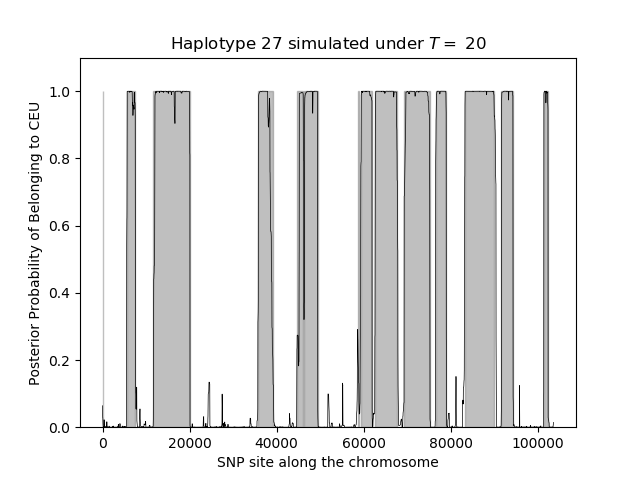 Haplotype 27 simulated under T = 20
Posterior Probability of Belonging to CEU
1.0
0.8
0.6
0.4
0.2
0.0
0 20000 40000 60000 80000 100000
SNP site along the chromosome